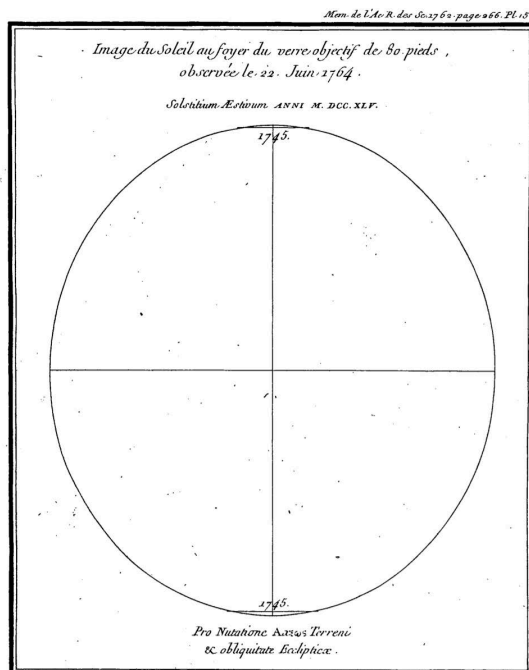 Mem. de l'Ac. R. des Sc. 1762. page 266. Pl. 15
Image du Soleil au foyer du verre objectif de 80. pieds,
observée le 22. Juin 1764.
Solstitium Æstivum ANNI M. DCC. XLV.
1745.
1745.
Pro Nutatione Axeωs Terreni
& obliquitate Eclipticæ.